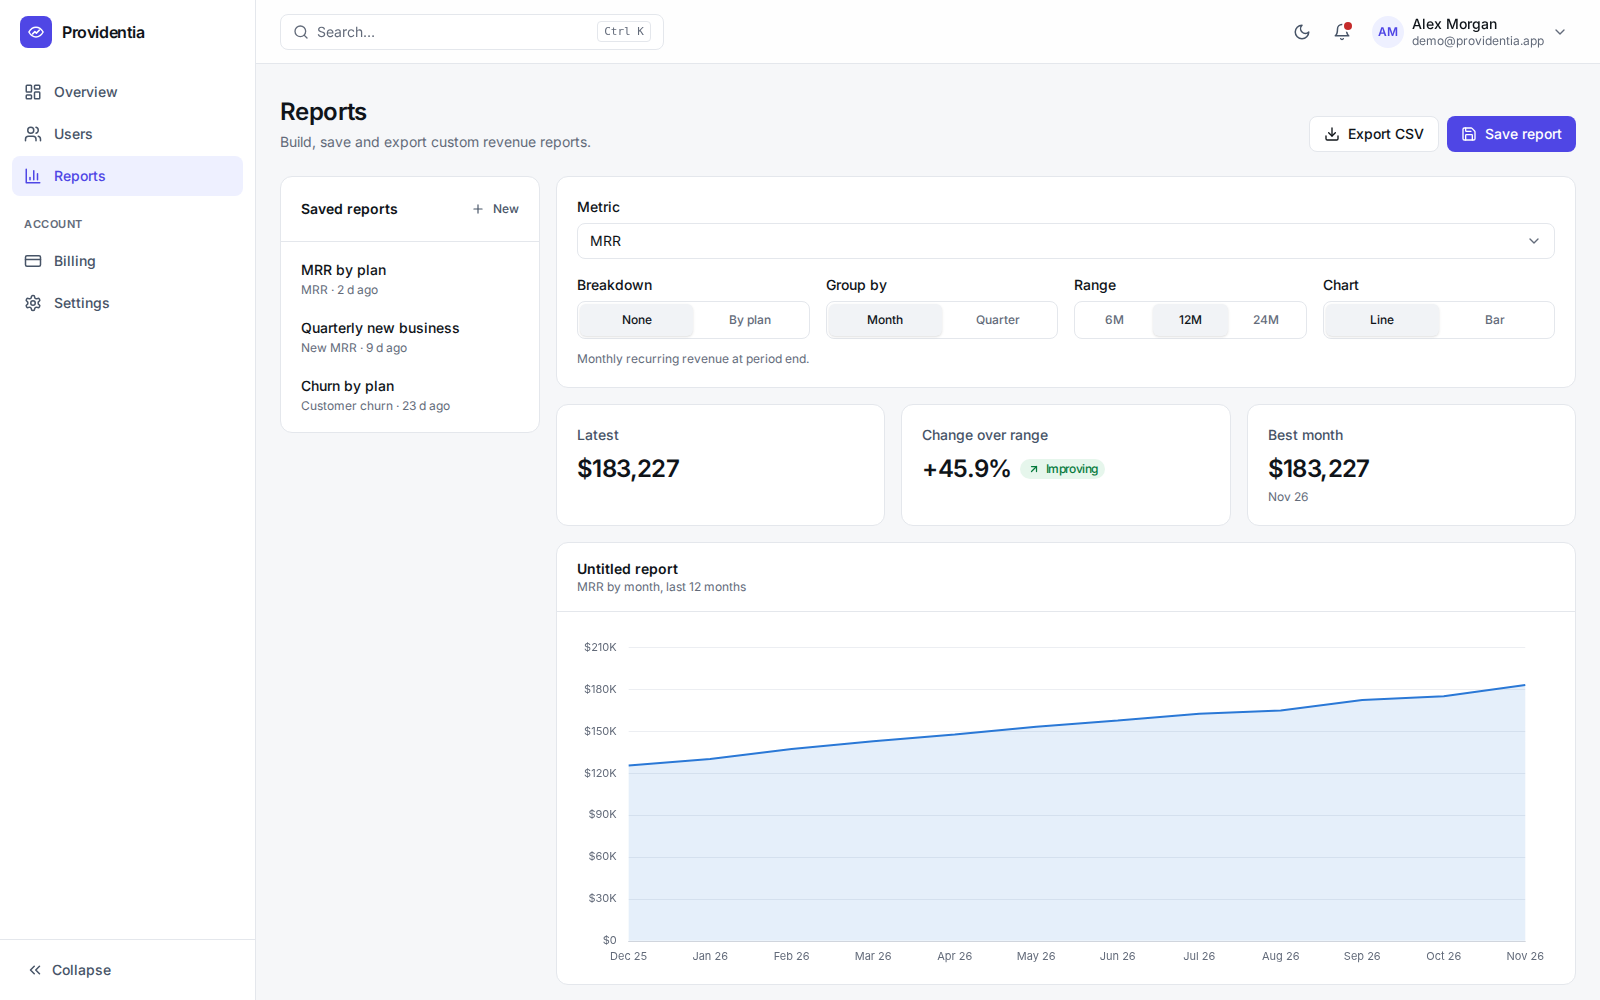 Providentia
Search...
Ctrl K
AM
Alex Morgan
demo@providentia.app
Overview
Users
Reports
ACCOUNT
Billing
Settings
Collapse
Reports
Build, save and export custom revenue reports.
Export CSV
Save report
Saved reports
New
MRR by plan
MRR · 2 d ago
Quarterly new business
New MRR · 9 d ago
Churn by plan
Customer churn · 23 d ago
Metric
MRR
Breakdown
None
By plan
Group by
Month
Quarter
Range
6M
12M
24M
Chart
Line
Bar
Monthly recurring revenue at period end.
Latest
$183,227
Change over range
+45.9%
Improving
Best month
$183,227
Nov 26
Untitled report
MRR by month, last 12 months
$210K
$180K
$150K
$120K
$90K
$60K
$30K
$0
Dec 25
Jan 26
Feb 26
Mar 26
Apr 26
May 26
Jun 26
Jul 26
Aug 26
Sep 26
Oct 26
Nov 26